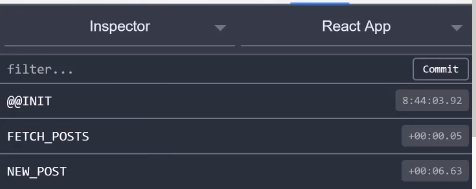 Inspector React App
filter... Commit
@@INIT 8:44:03.92
FETCH_POSTS +00:00.05
NEW_POST +00:06.63